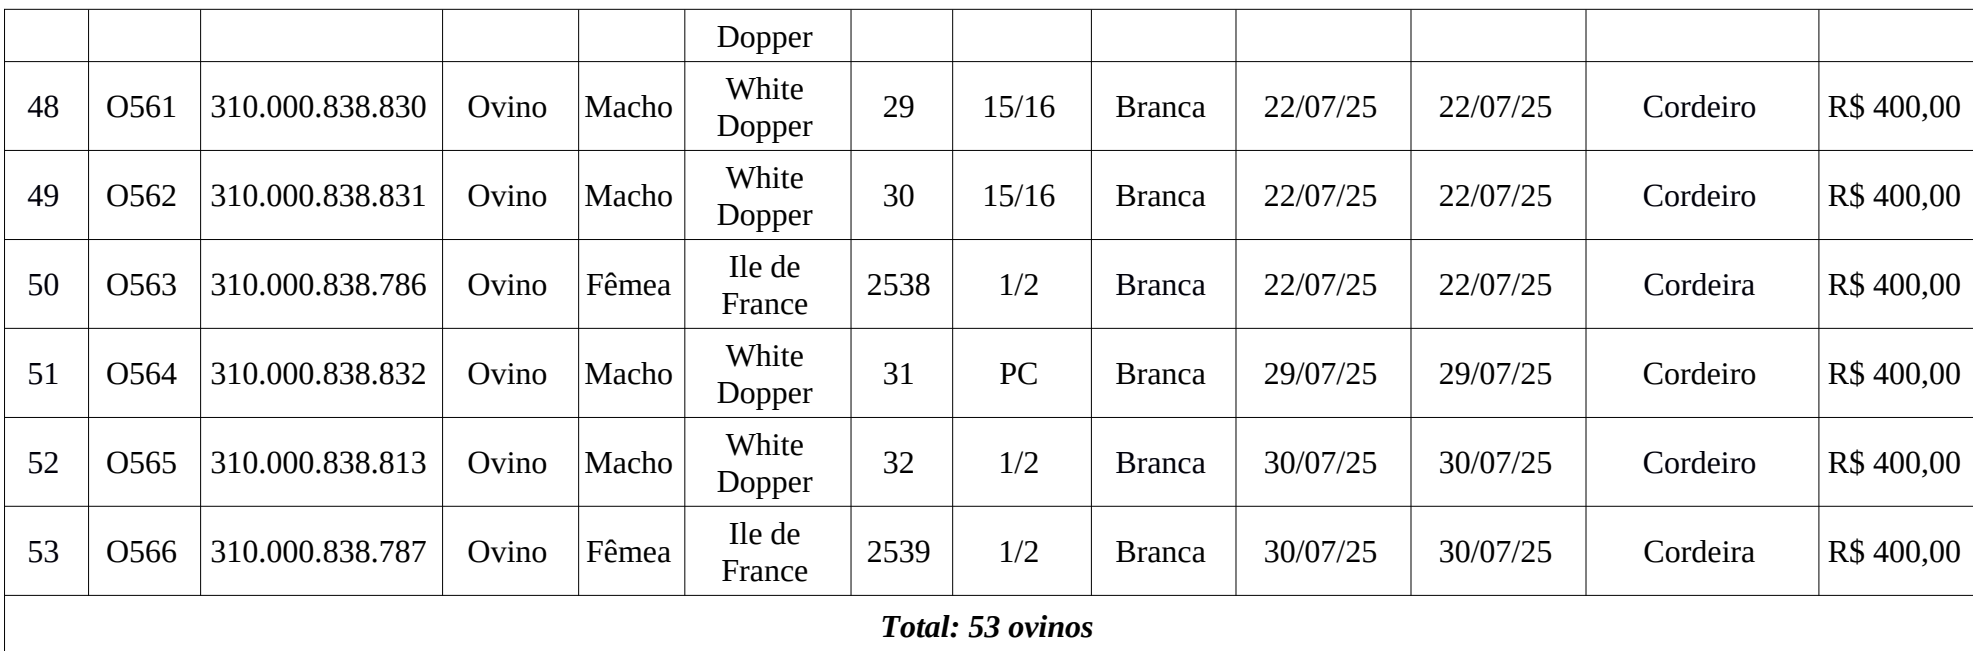 Dopper
48 O561 310.000.838.830 Ovino Macho White Dopper 29 15/16 Branca 22/07/25 22/07/25 Cordeiro R$ 400,00
49 O562 310.000.838.831 Ovino Macho White Dopper 30 15/16 Branca 22/07/25 22/07/25 Cordeiro R$ 400,00
50 O563 310.000.838.786 Ovino Fêmea Ile de France 2538 1/2 Branca 22/07/25 22/07/25 Cordeira R$ 400,00
51 O564 310.000.838.832 Ovino Macho White Dopper 31 PC Branca 29/07/25 29/07/25 Cordeiro R$ 400,00
52 O565 310.000.838.813 Ovino Macho White Dopper 32 1/2 Branca 30/07/25 30/07/25 Cordeiro R$ 400,00
53 O566 310.000.838.787 Ovino Fêmea Ile de France 2539 1/2 Branca 30/07/25 30/07/25 Cordeira R$ 400,00
Total: 53 ovinos